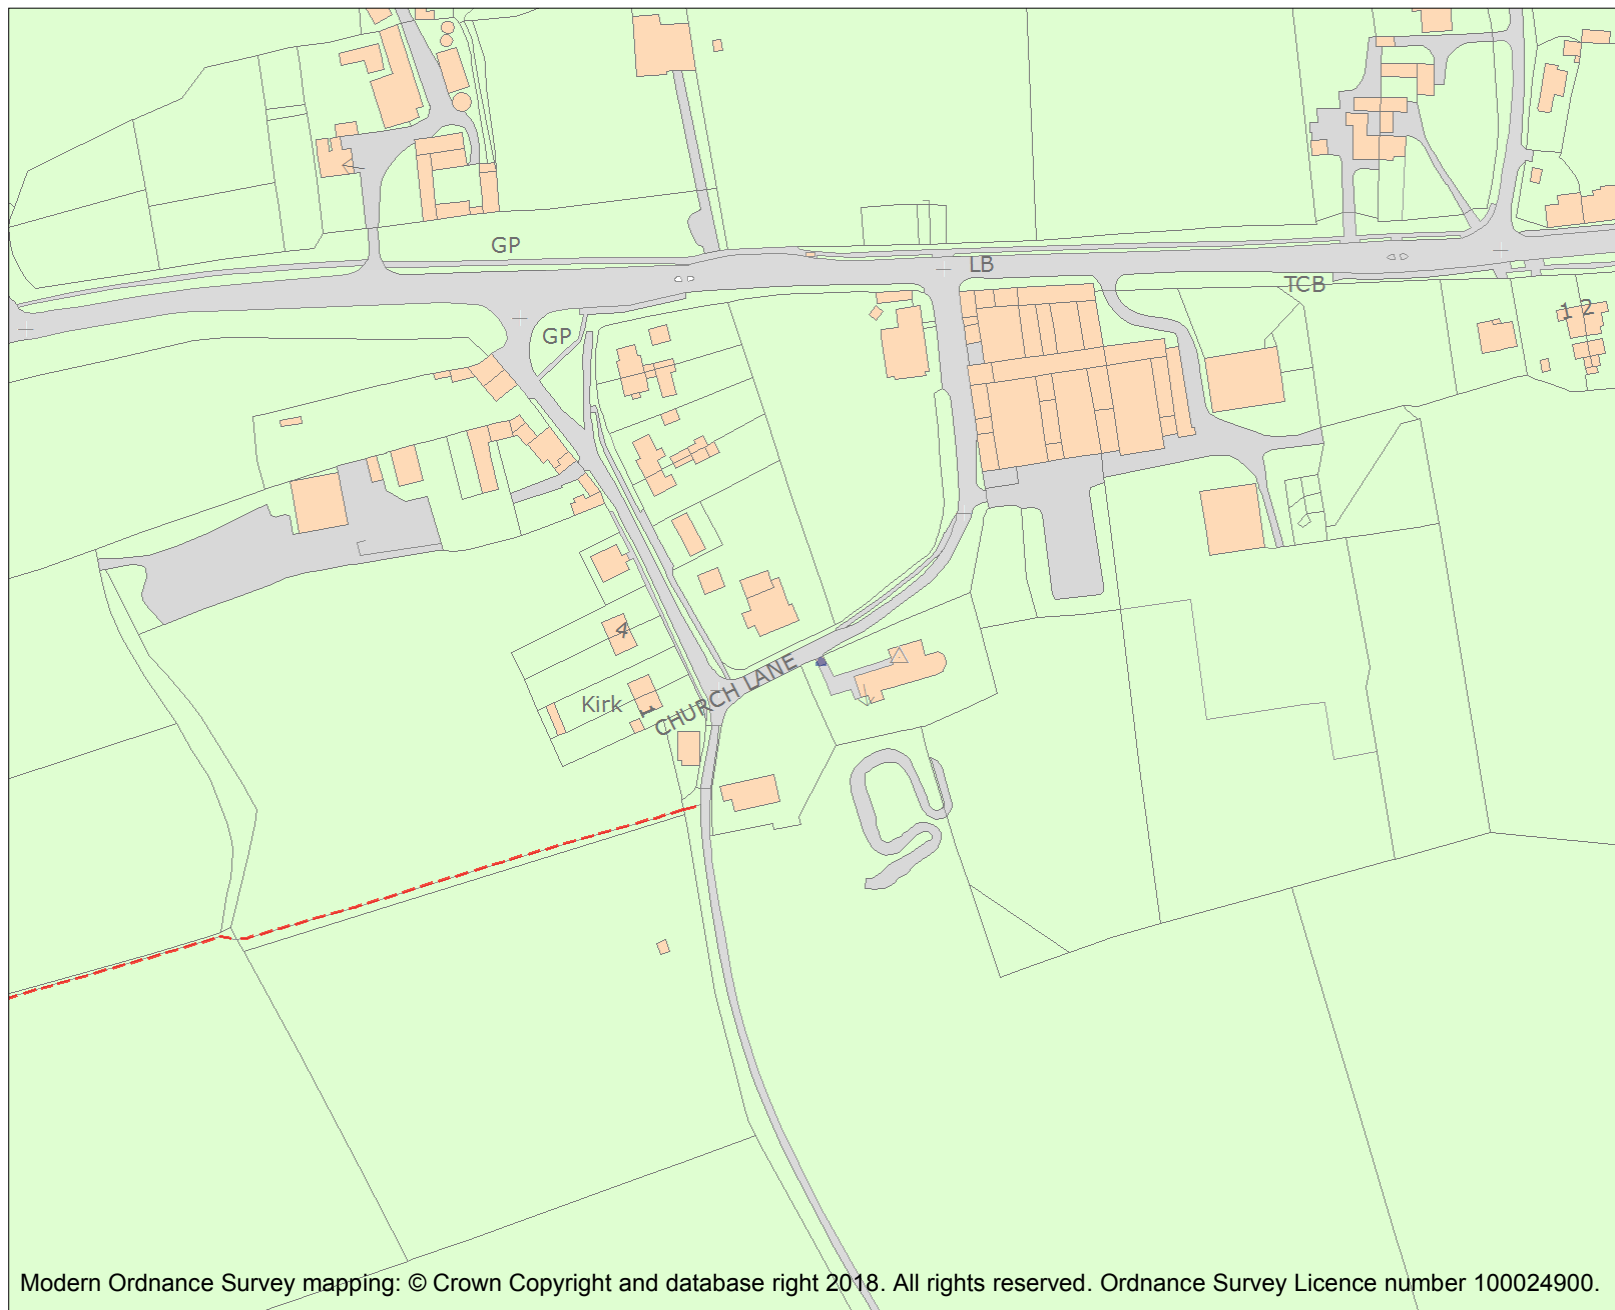 GP
LB
TCB
1 2
GP
4
Kirk
1
CHURCH LANE
Modern Ordnance Survey mapping: © Crown Copyright and database right 2018. All rights reserved. Ordnance Survey Licence number 100024900.